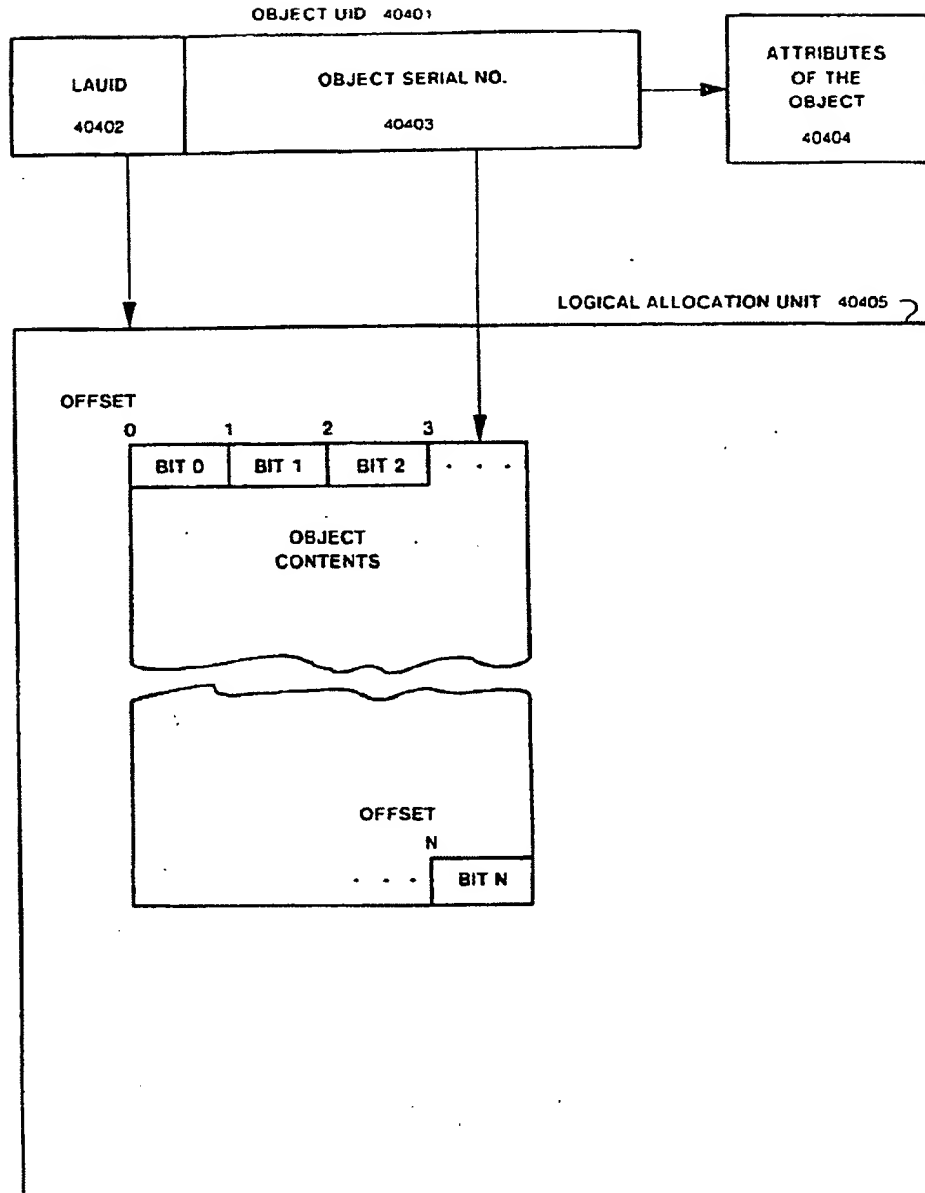 OBJECT UID 40401
LAUID
40402
OBJECT SERIAL NO.
40403
ATTRIBUTES
OF THE
OBJECT
40404
LOGICAL ALLOCATION UNIT 40405
OFFSET
0 1 2 3
BIT 0 BIT 1 BIT 2 . . .
OBJECT
CONTENTS
OFFSET
N
. . . BIT N